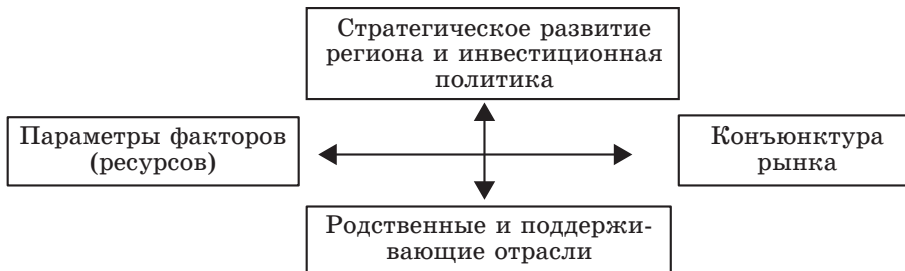 Стратегическое развитие
региона и инвестиционная
политика
Параметры факторов
(ресурсов)
Конъюнктура
рынка
Родственные и поддержи-
вающие отрасли